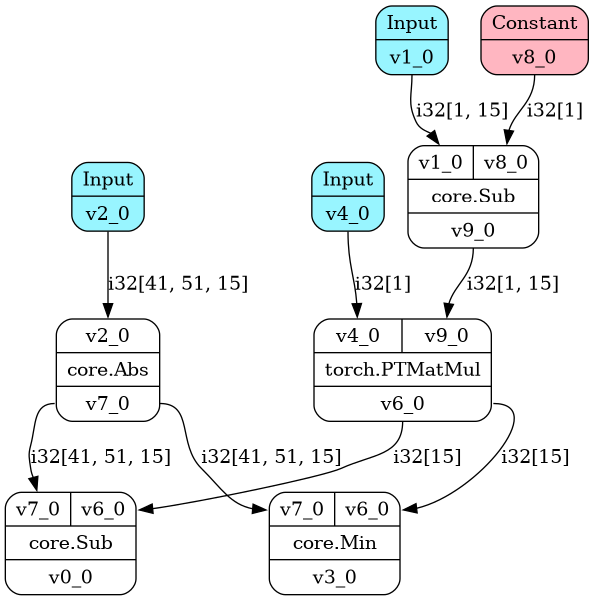 Input
v1_0
Constant
v8_0
i32[1, 15]
i32[1]
Input
v2_0
Input
v4_0
v1_0 v8_0
core.Sub
v9_0
i32[41, 51, 15]
i32[1]
i32[1, 15]
v2_0
core.Abs
v7_0
v4_0 v9_0
torch.PTMatMul
v6_0
i32[41, 51, 15]
i32[41, 51, 15]
i32[15]
i32[15]
v7_0 v6_0
core.Sub
v0_0
v7_0 v6_0
core.Min
v3_0